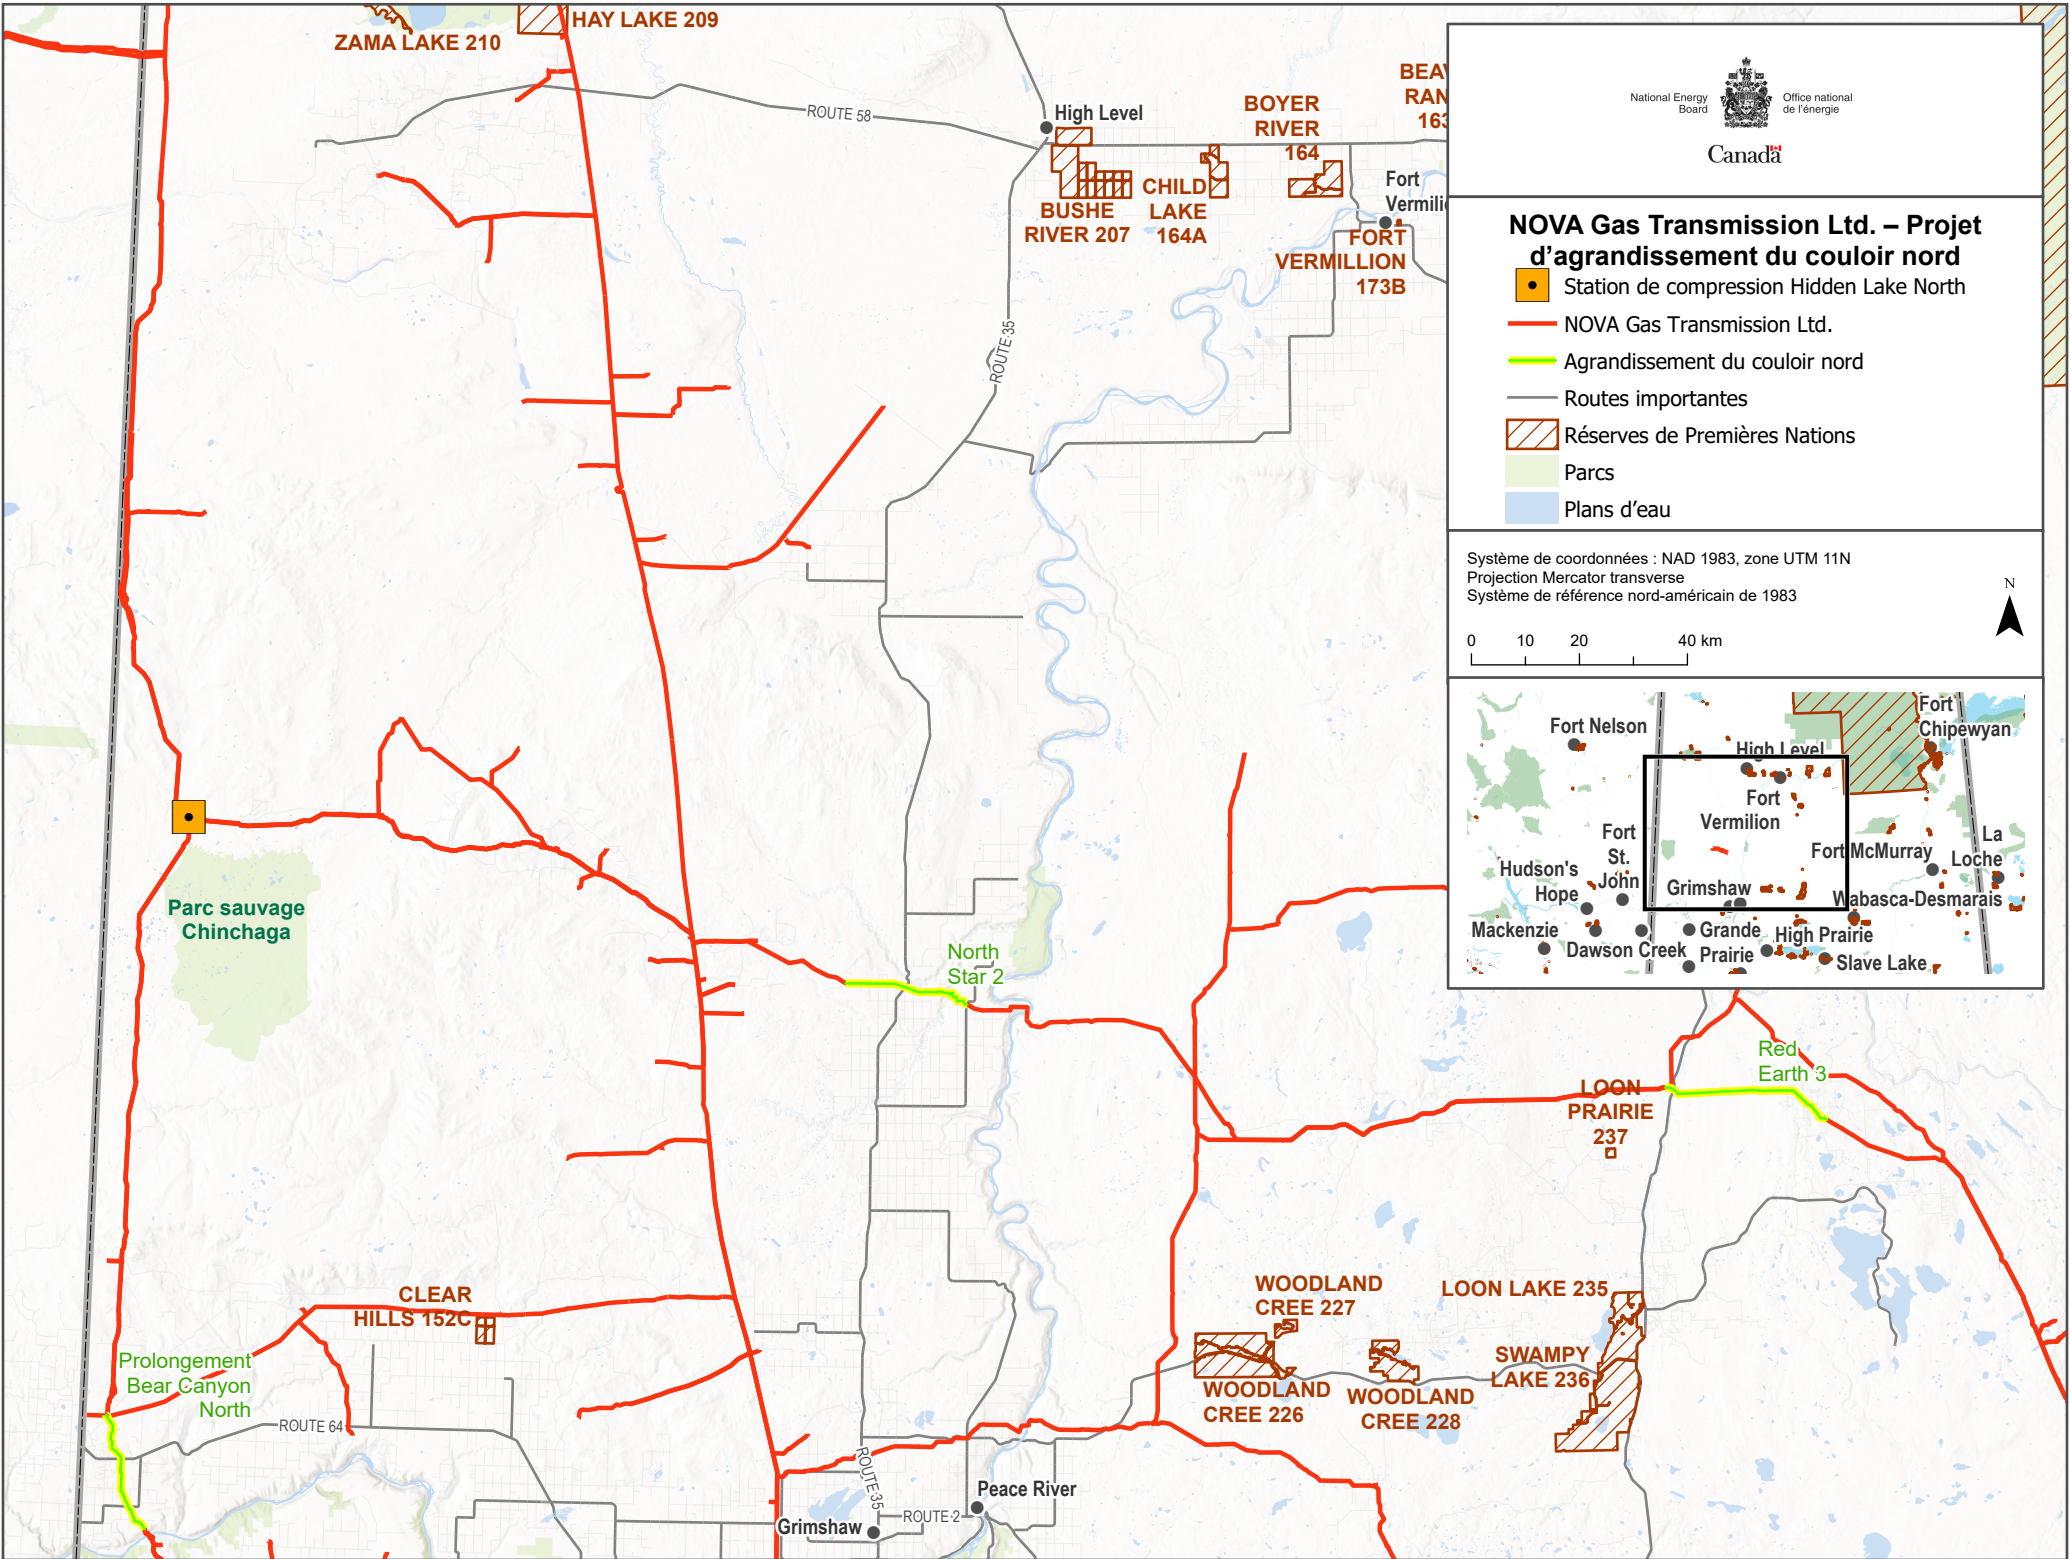 ZAMA LAKE 210
HAY LAKE 209
ROUTE 58
High Level
BUSHE
RIVER 207
CHILD
LAKE
164A
BOYER
RIVER
164
BEAV
RAN
163
Fort
Vermili
FORT
VERMILLION
173B
ROUTE 35
National Energy
Board
Office national
de l'énergie
Canada
NOVA Gas Transmission Ltd. – Projet
d'agrandissement du couloir nord
Station de compression Hidden Lake North
NOVA Gas Transmission Ltd.
Agrandissement du couloir nord
Routes importantes
Réserves de Premières Nations
Parcs
Plans d'eau
Système de coordonnées : NAD 1983, zone UTM 11N
Projection Mercator transverse
Système de référence nord-américain de 1983
N
0 10 20 40 km
Fort Nelson
High Level
Fort
Chipewyan
Fort
Vermilion
Fort
St.
John
Hudson's
Hope
Grimshaw
Fort McMurray
La
Loche
Wabasca-Desmarais
Mackenzie
Dawson Creek
Grande
Prairie
High Prairie
Slave Lake
Parc sauvage
Chinchaga
North
Star 2
Red
Earth 3
LOON
PRAIRIE
237
CLEAR
HILLS 152C
Prolongement
Bear Canyon
North
ROUTE 64
WOODLAND
CREE 227
WOODLAND
CREE 226
WOODLAND
CREE 228
LOON LAKE 235
SWAMPY
LAKE 236
ROUTE 35
ROUTE 2
Peace River
Grimshaw